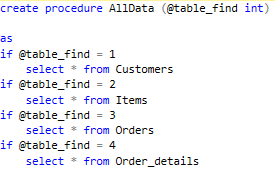 create procedure AllData (@table_find int)
as
if @table_find = 1
    select * from Customers
if @table_find = 2
    select * from Items
if @table_find = 3
    select * from Orders
if @table_find = 4
    select * from Order_details